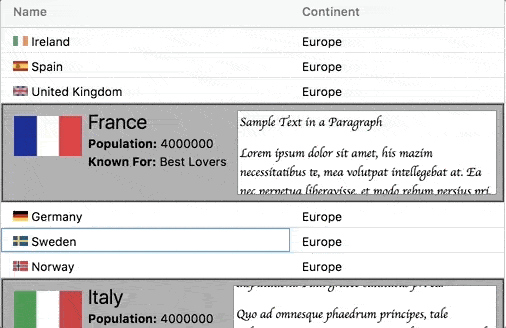 Name Continent
Ireland Europe
Spain Europe
United Kingdom Europe
France
Population: 4000000
Known For: Best Lovers
Sample Text in a Paragraph
Lorem ipsum dolor sit amet, his mazim
necessitatibus te, mea volutpat intellegebat at. Ea
nec perpetua liberavisse, et modo rebum persius pri
Germany Europe
Sweden Europe
Norway Europe
Italy
Population: 4000000
Quo ad omnesque phaedrum principes, tale